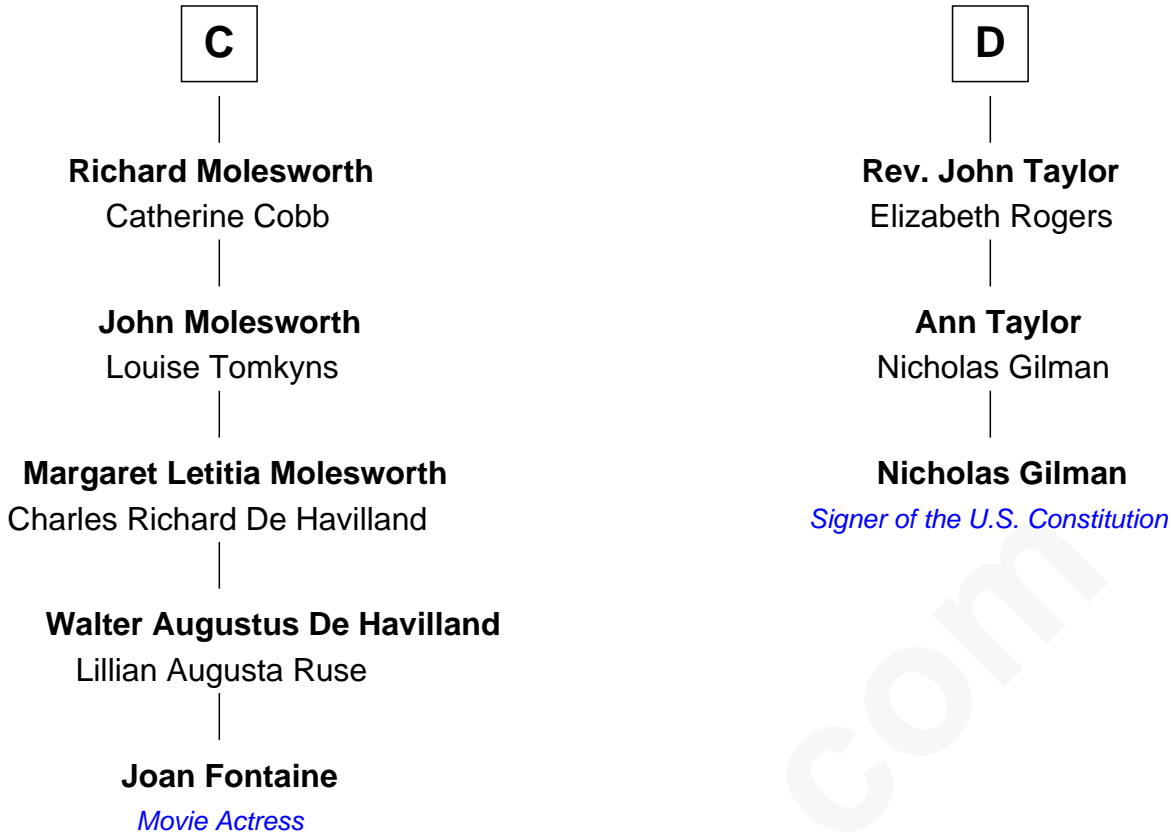 C
Richard Molesworth
Catherine Cobb
John Molesworth
Louise Tomkyns
Margaret Letitia Molesworth
Charles Richard De Havilland
Walter Augustus De Havilland
Lillian Augusta Ruse
Joan Fontaine
Movie Actress
D
Rev. John Taylor
Elizabeth Rogers
Ann Taylor
Nicholas Gilman
Nicholas Gilman
Signer of the U.S. Constitution
com